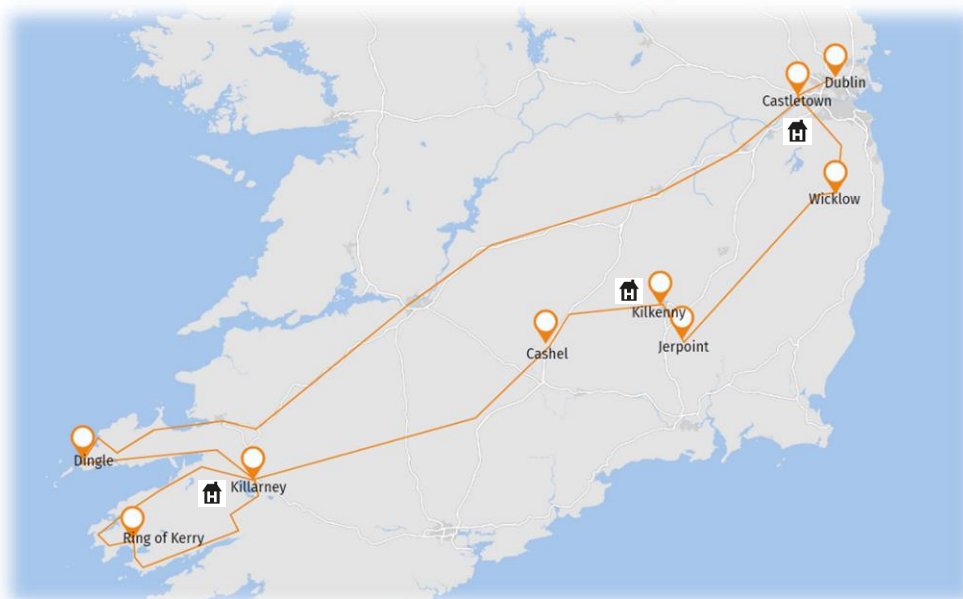 Dublin
Castletown
H
Wicklow
H
Kilkenny
Jerpoint
Cashel
Dingle
Killarney
H
Ring of Kerry